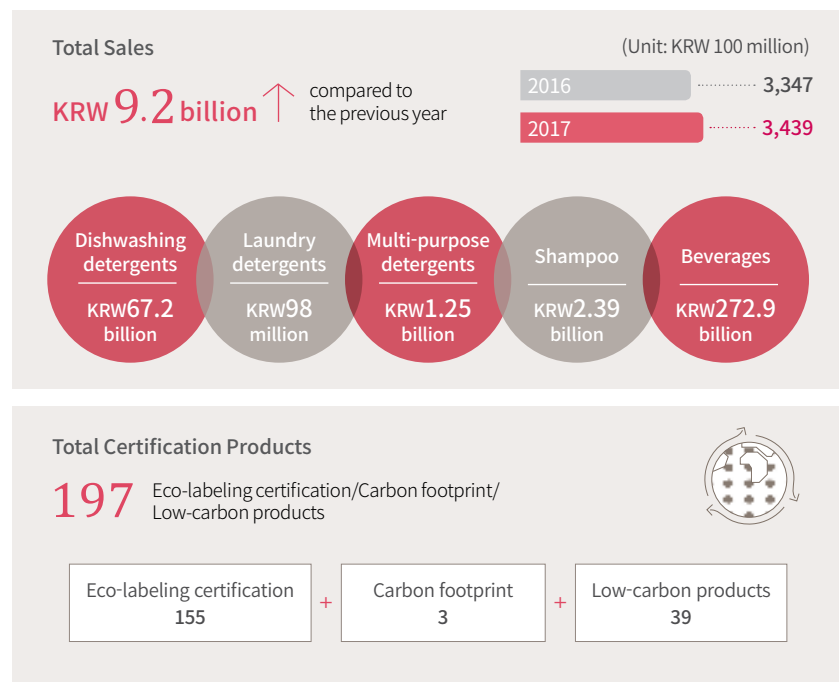 Total Sales
(Unit: KRW 100 million)
KRW 9.2 billion
compared to
the previous year
2016
3,347
2017
3,439
Dishwashing
detergents
KRW67.2
billion
Laundry
detergents
KRW98
million
Multi-purpose
detergents
KRW1.25
billion
Shampoo
KRW2.39
billion
Beverages
KRW272.9
billion
Total Certification Products
197
Eco-labeling certification/Carbon footprint/
Low-carbon products
Eco-labeling certification
155
+
Carbon footprint
3
+
Low-carbon products
39